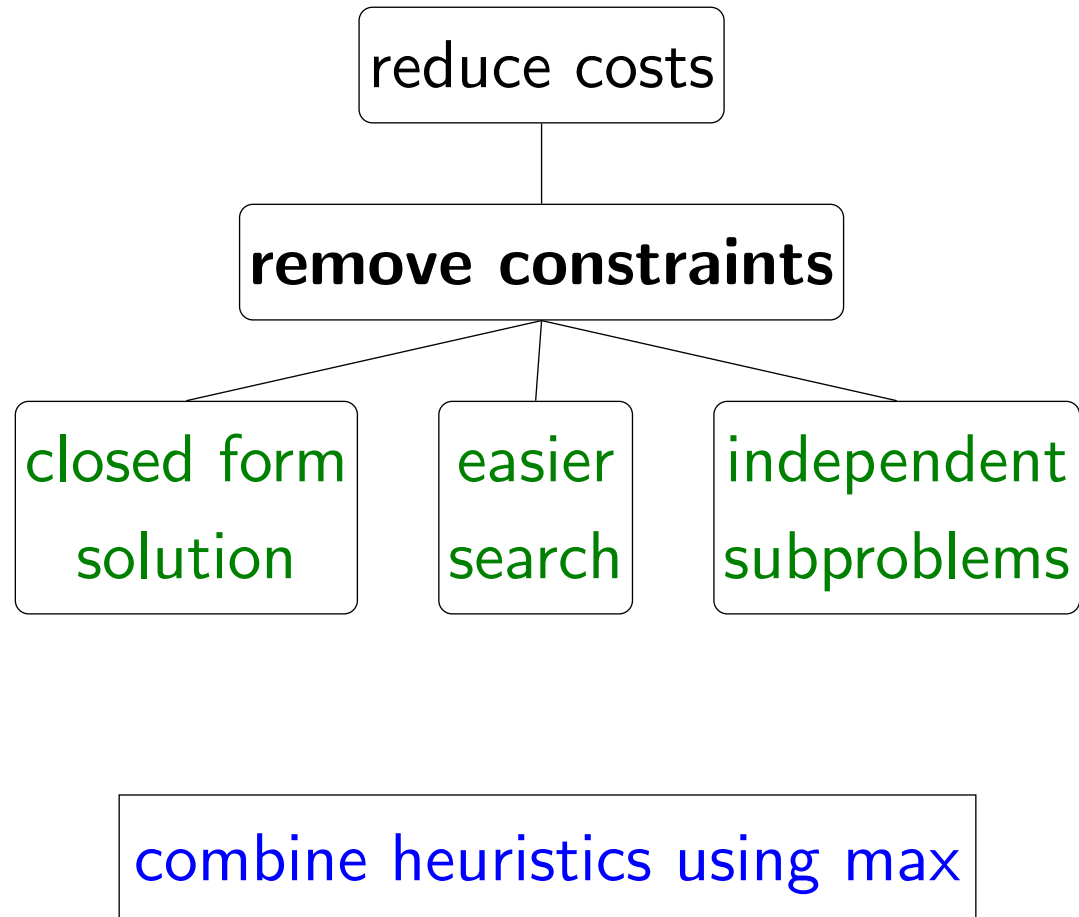 reduce costs
remove constraints
closed form
solution
easier
search
independent
subproblems
combine heuristics using max